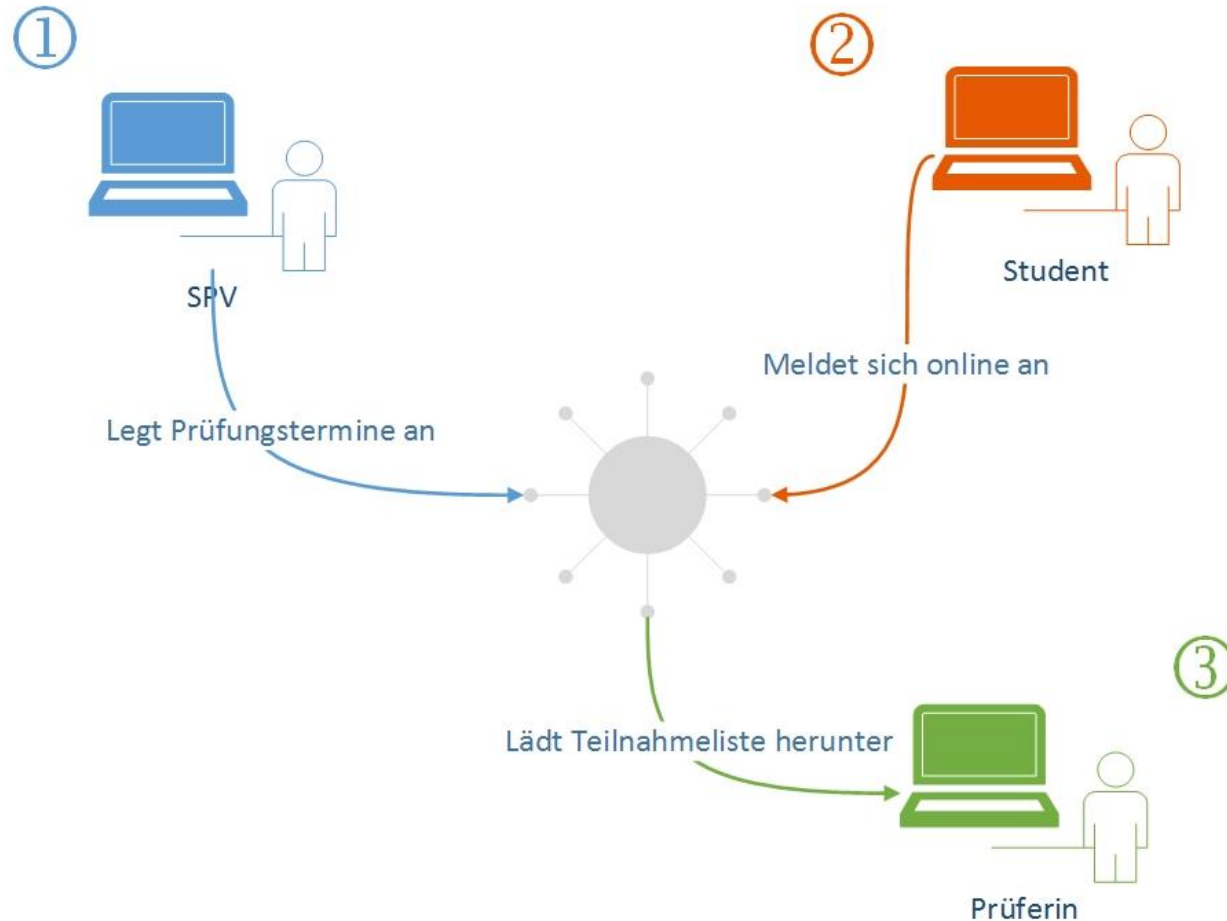 ①
②
SPV
Student
Meldet sich online an
Legt Prüfungstermine an
③
Lädt Teilnahmeliste herunter
Prüferin